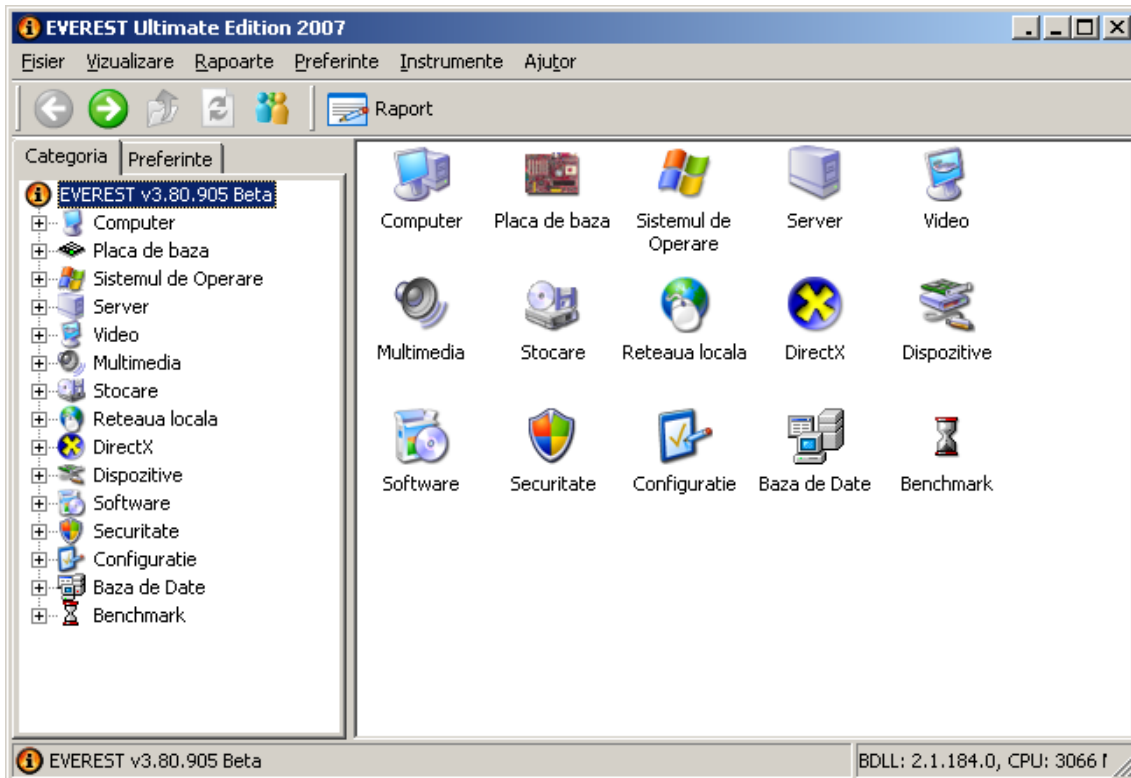 EVEREST Ultimate Edition 2007
Fisier Vizualizare Rapoarte Preferinte Instrumente Ajutor
Raport
Categoria Preferinte
EVEREST v3.80.905 Beta
Computer
Placa de baza
Sistemul de Operare
Server
Video
Multimedia
Stocare
Reteaua locala
DirectX
Dispozitive
Software
Securitate
Configuratie
Baza de Date
Benchmark
Computer Placa de baza Sistemul de Operare Server Video
Multimedia Stocare Reteaua locala DirectX Dispozitive
Software Securitate Configuratie Baza de Date Benchmark
EVEREST v3.80.905 Beta
BDLL: 2.1.184.0, CPU: 3066